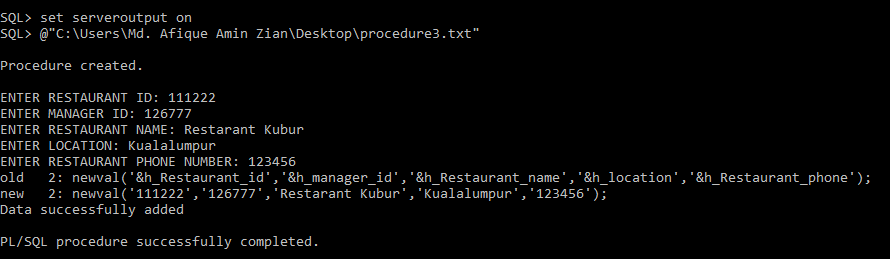 SQL> set serveroutput on
SQL> @"C:\Users\Md. Afique Amin Zian\Desktop\procedure3.txt"
Procedure created.
ENTER RESTAURANT ID: 111222
ENTER MANAGER ID: 126777
ENTER RESTAURANT NAME: Restarant Kubur
ENTER LOCATION: Kualalumpur
ENTER RESTAURANT PHONE NUMBER: 123456
old   2: newval('&h_Restaurant_id','&h_manager_id','&h_Restaurant_name','&h_location','&h_Restaurant_phone');
new   2: newval('111222','126777','Restarant Kubur','Kualalumpur','123456');
Data successfully added
PL/SQL procedure successfully completed.